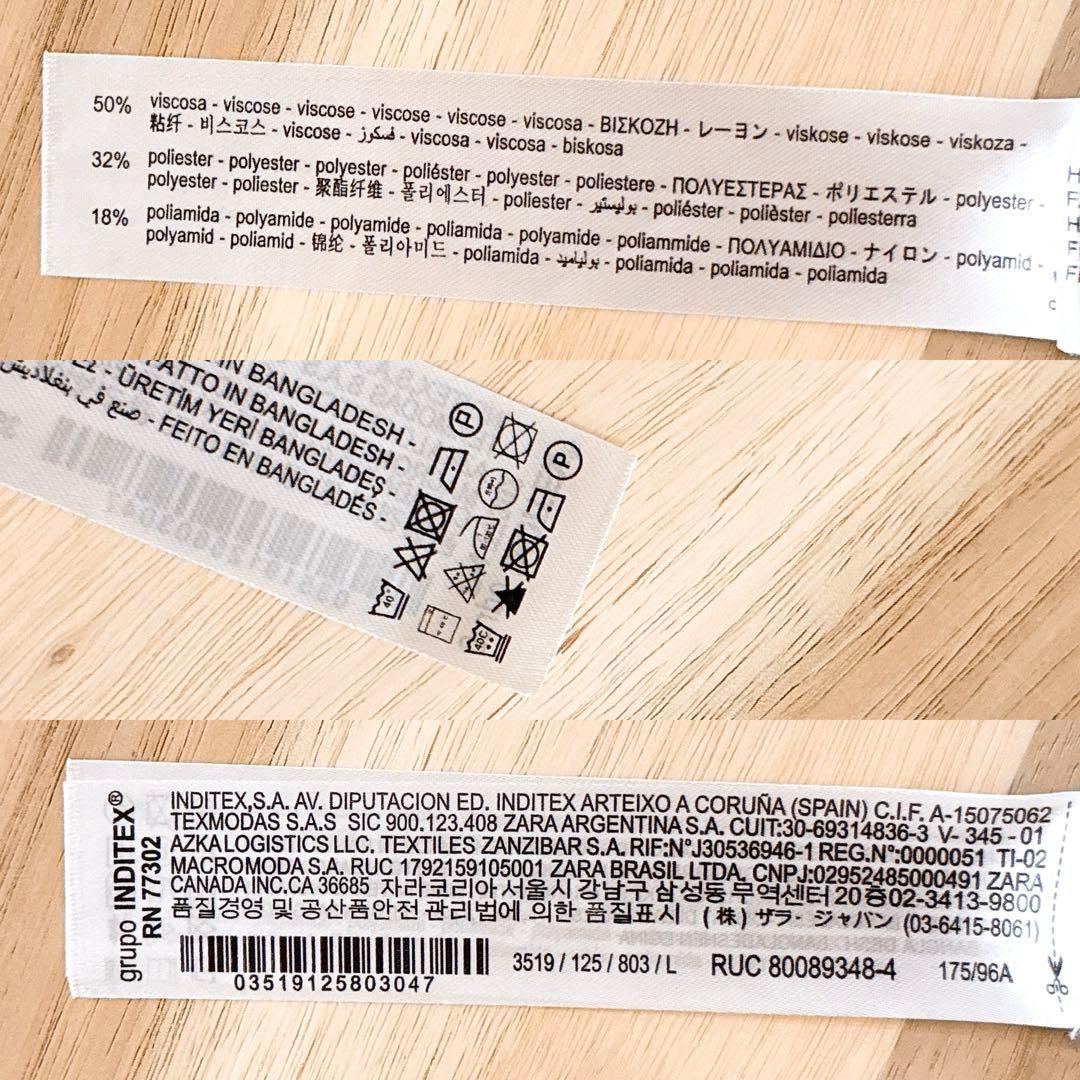 50% viscosa - viscose - viscose - viscose - viscose - viscosa - ΒΙΣΚΟΖΗ - レーヨン - viskose - viskose - viskoza -
粘纤 - 비스코스 - viscose - فسكوز - viscosa - viscosa - biskosa
32% poliester - polyester - polyester - poliéster - polyester - poliestere - ΠΟΛΥΕΣΤΕΡΑΣ - ポリエステル - polyester -
polyester - poliester - 聚酯纤维 - 폴리에스터 - poliester - بوليستير - poliéster - polièster - poliesterra
18% poliamida - polyamide - polyamide - poliamida - polyamide - poliammide - ΠΟΛΥΑΜΙΔΙΟ - ナイロン - polyamid -
polyamid - poliamid - 锦纶 - 폴리아미드 - poliamida - بولياميد - poliamida - poliamida - poliamida
IN BANGLADESH -
FATTO IN BANGLADESH -
- ÜRETİM YERİ BANGLADEŞ -
صنع في بنغلاديش - FEITO EN BANGLADÉS -
P
P
40°
40C
grupo INDITEX®
RN 77302
INDITEX,S.A. AV. DIPUTACION ED. INDITEX ARTEIXO A CORUÑA (SPAIN) C.I.F. A-15075062
TEXMODAS S.A.S SIC 900.123.408 ZARA ARGENTINA S.A. CUIT:30-69314836-3 V- 345 - 01
AZKA LOGISTICS LLC. TEXTILES ZANZIBAR S.A. RIF:N°J30536946-1 REG.N°:0000051 TI-02
MACROMODA S.A. RUC 1792159105001 ZARA BRASIL LTDA. CNPJ:02952485000491 ZARA
CANADA INC.CA 36685 자라코리아 서울시 강남구 삼성동 무역센터 20층02-3413-9800
품질경영 및 공산품안전 관리법에 의한 품질표시 (株) ザラ・ジャパン (03-6415-8061)
03519125803047
3519 / 125 / 803 / L RUC 80089348-4 175/96A